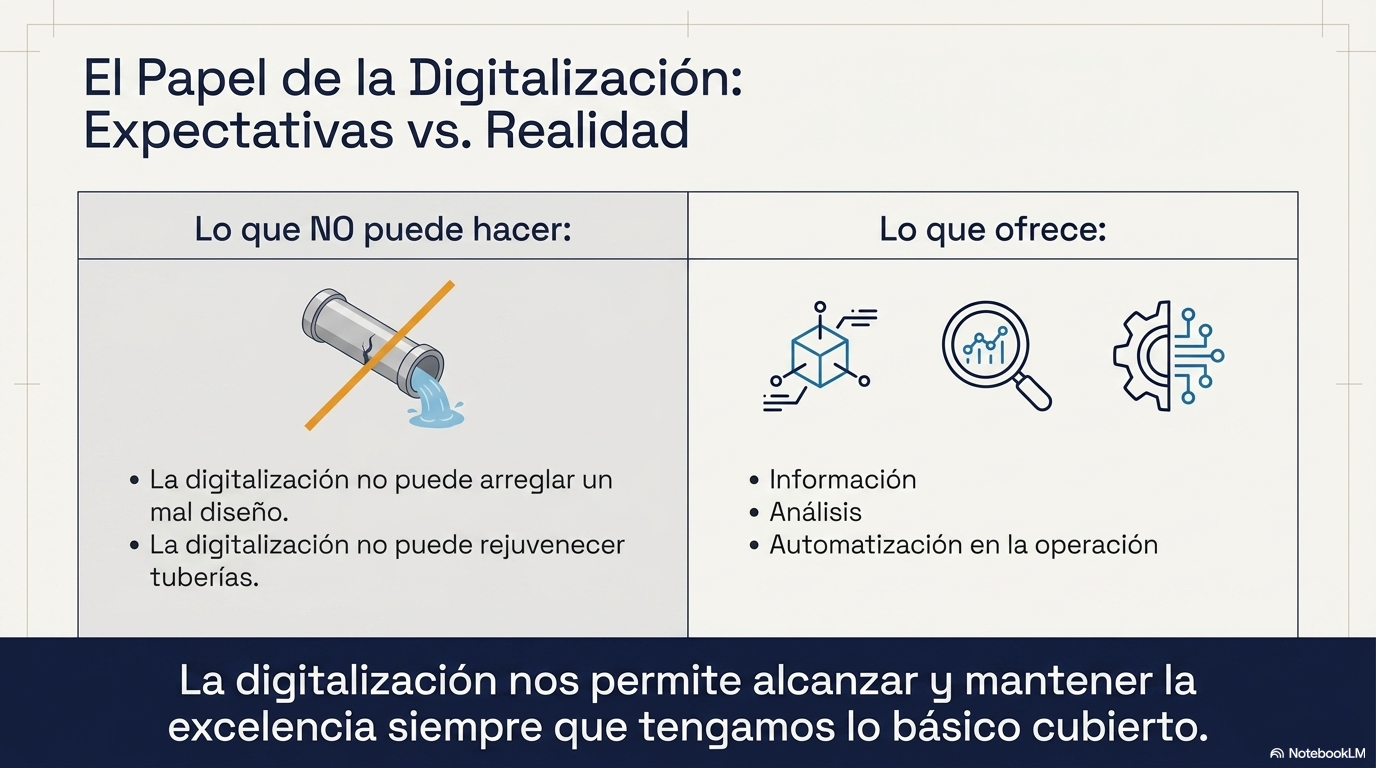 El Papel de la Digitalización:
Expectativas vs. Realidad
Lo que NO puede hacer:
• La digitalización no puede arreglar un
mal diseño.
• La digitalización no puede rejuvenecer
tuberías.
Lo que ofrece:
• Información
• Análisis
• Automatización en la operación
La digitalización nos permite alcanzar y mantener la
excelencia siempre que tengamos lo básico cubierto.
NotebookLM